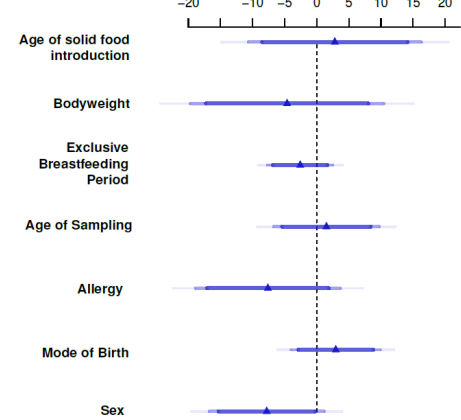 −20 −10 −5 0 5 10 15 20
Age of solid food
introduction
Bodyweight
Exclusive
Breastfeeding
Period
Age of Sampling
Allergy
Mode of Birth
Sex